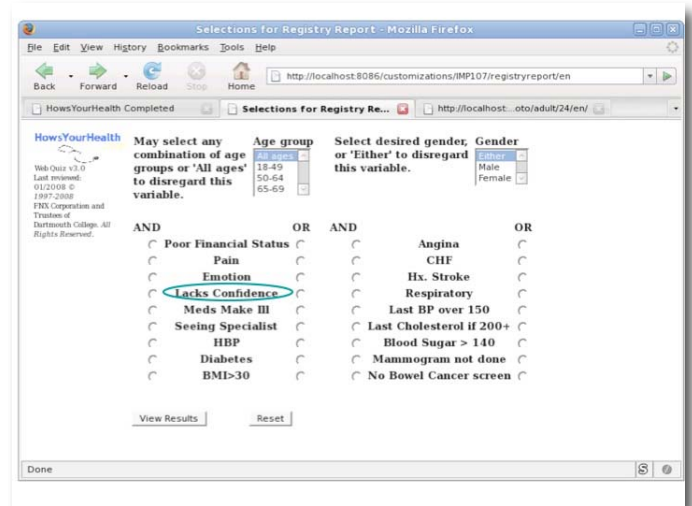 Selections for Registry Report - Mozilla Firefox
File Edit View History Bookmarks Tools Help
Back Forward Reload Stop Home
http://localhost:8086/customizations/IMP107/registryreport/en
HowsYourHealth Completed
Selections for Registry Re...
http://localhost...oto/adult/24/en/
HowsYourHealth
Web Quiz v3.0
Last reviewed:
01/2008 ©
1997-2008
FNX Corporation and
Trustees of
Dartmouth College. All
Rights Reserved.
May select any
combination of age
groups or 'All ages'
to disregard this
variable.
Age group
All ages
18-49
50-64
65-69
Select desired gender,
or 'Either' to disregard
this variable.
Gender
Either
Male
Female
AND OR
Poor Financial Status
Pain
Emotion
Lacks Confidence
Meds Make Ill
Seeing Specialist
HBP
Diabetes
BMI>30
AND OR
Angina
CHF
Hx. Stroke
Respiratory
Last BP over 150
Last Cholesterol if 200+
Blood Sugar > 140
Mammogram not done
No Bowel Cancer screen
View Results Reset
Done